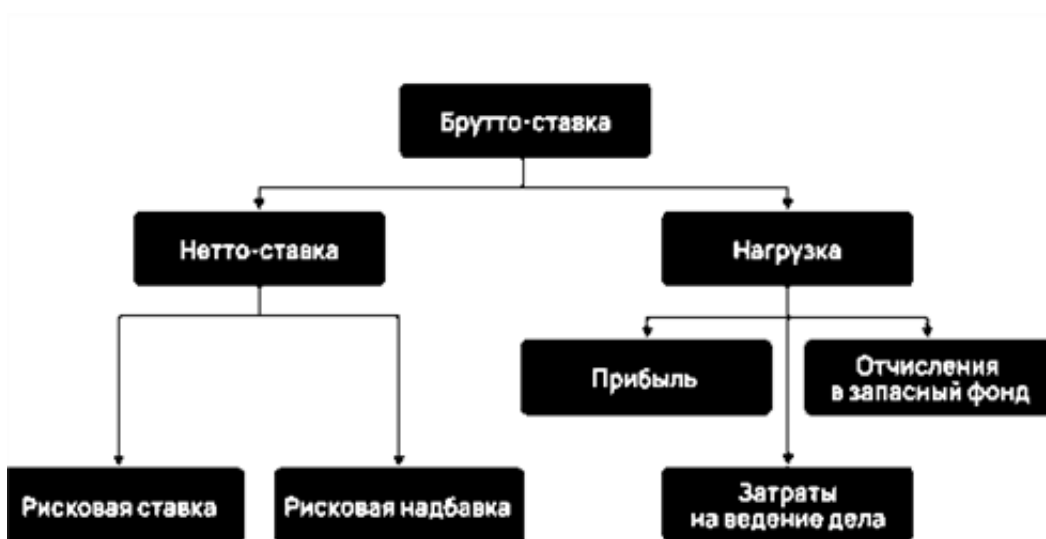 Брутто-ставка
Нетто-ставка
Нагрузка
Прибыль
Отчисления
в запасный фонд
Рисковая ставка
Рисковая надбавка
Затраты
на ведение дела